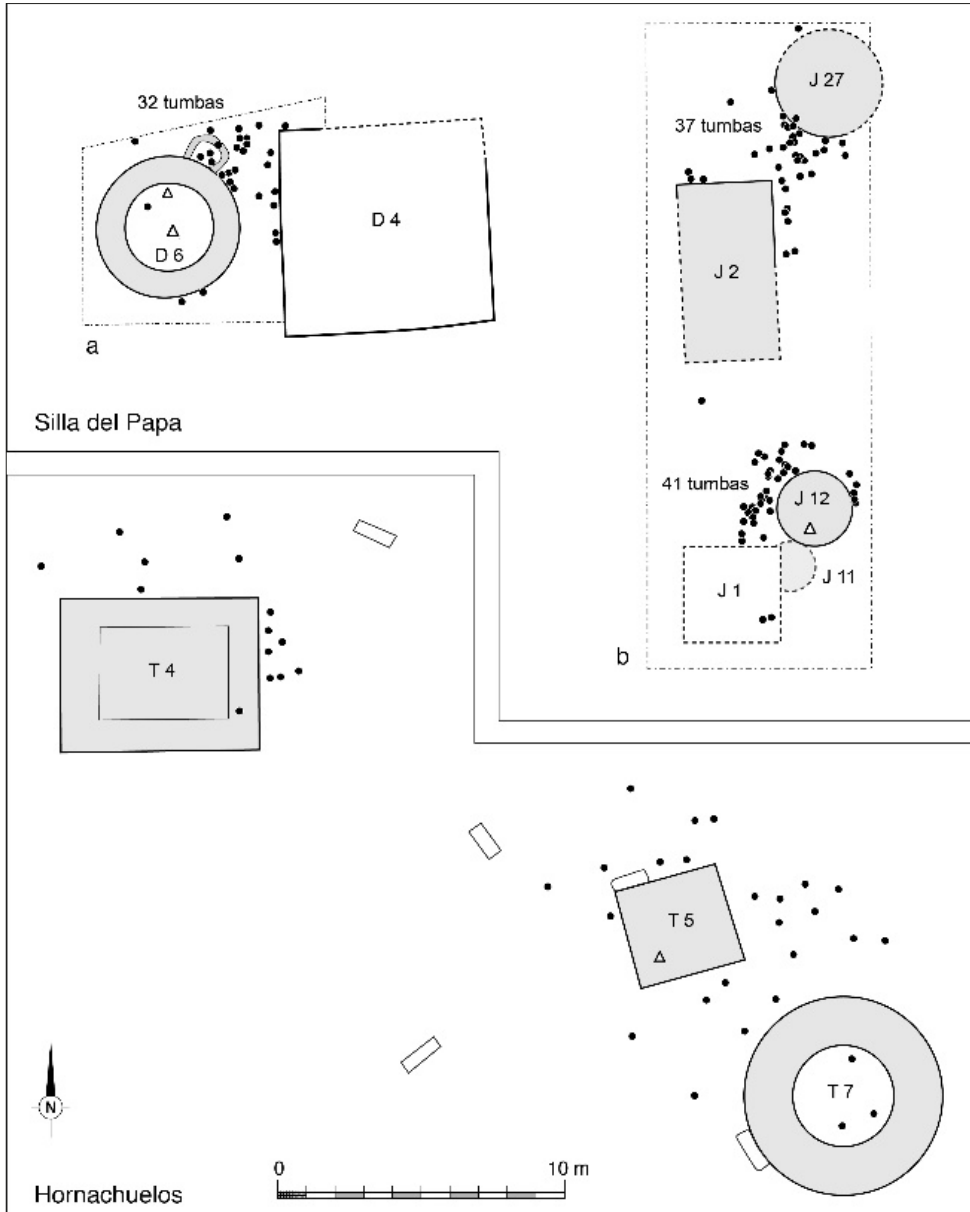 32 tumbas
D 6
D 4
a
Silla del Papa
J 27
37 tumbas
J 2
41 tumbas
J 12
J 11
J 1
b
T 4
T 5
T 7
N
0 10 m
Hornachuelos